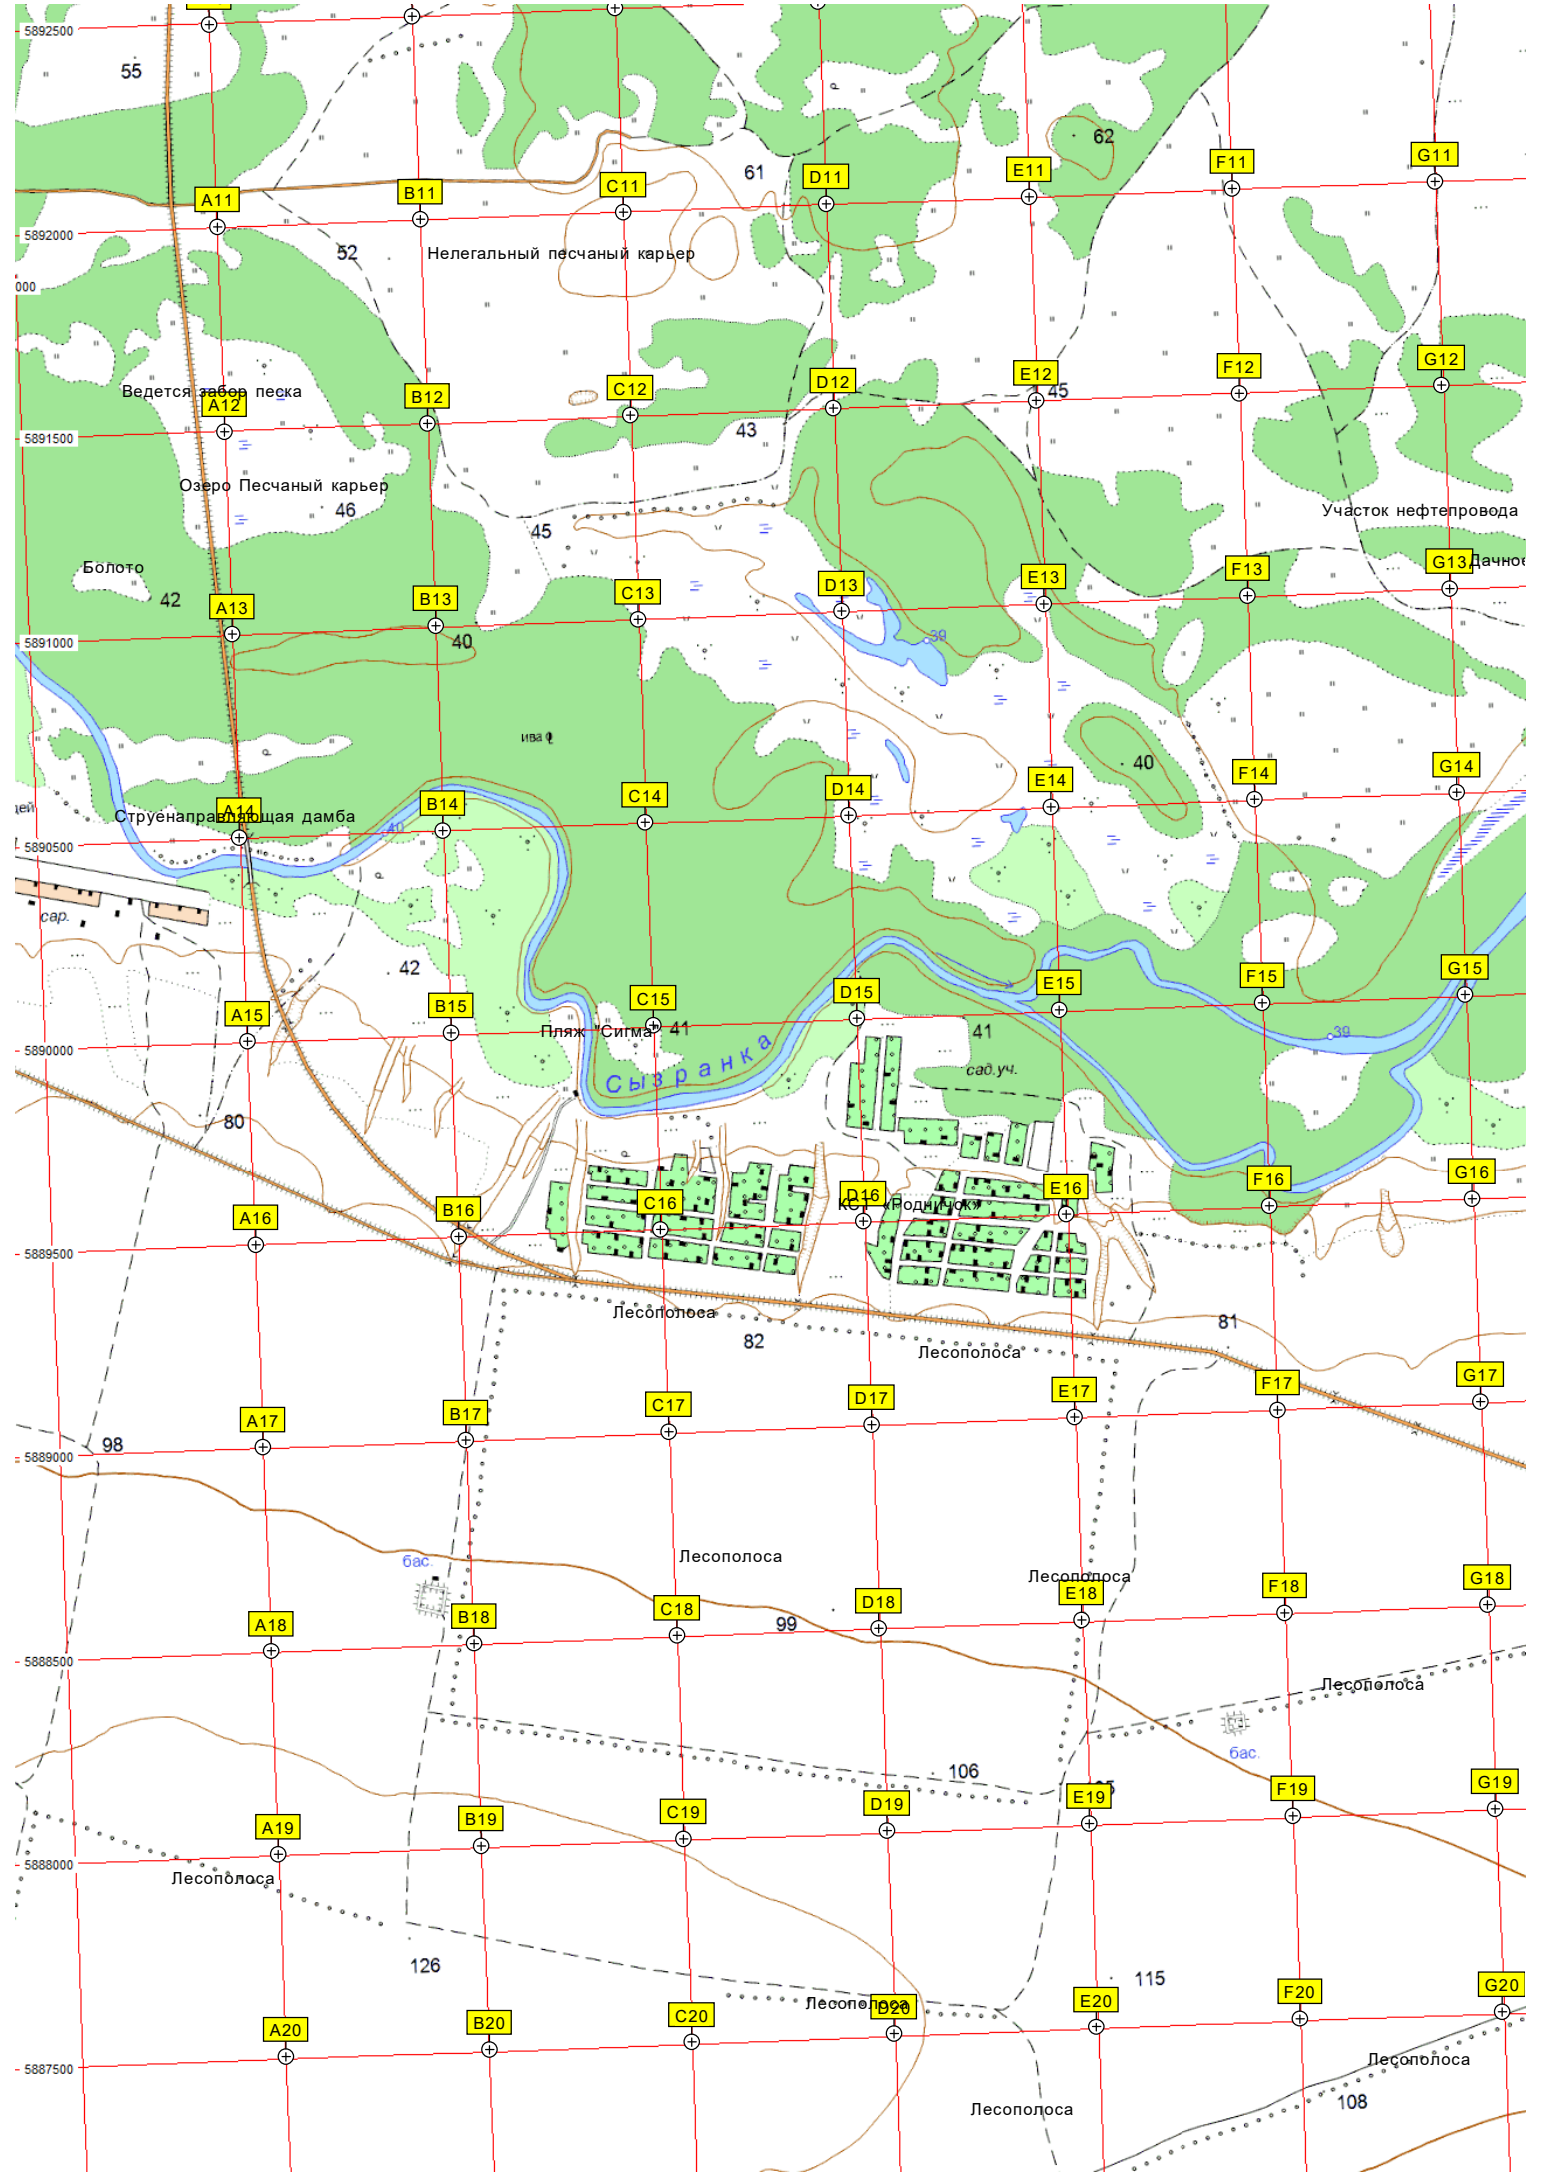 5892500
55
62
61
A11
B11
C11
D11
E11
F11
G11
5892000
52
Нелегальный песчаный карьер
000
Ведется забор песка
A12
B12
C12
D12
E12
45
F12
G12
5891500
43
Озеро Песчаный карьер
46
45
Участок нефтепровода
Болото
42
A13
B13
C13
D13
E13
F13
G13
Дачное
5891000
40
39
ива
40
A14
B14
C14
D14
E14
F14
G14
Струенаправляющая дамба
40
5890500
сар.
42
A15
B15
C15
D15
E15
F15
G15
Пляж "Сигма"
41
41
39
5890000
Сызранка
сад.уч.
80
A16
B16
C16
D16
E16
F16
G16
КСТ «Родничок»
5889500
Лесополоса
82
81
Лесополоса
A17
B17
C17
D17
E17
F17
G17
98
5889000
бас.
Лесополоса
Лесополоса
A18
B18
C18
D18
E18
F18
G18
99
5888500
Лесополоса
бас.
106
A19
B19
C19
D19
E19
F19
G19
5888000
Лесополоса
126
115
Лесополоса
A20
B20
C20
D20
E20
F20
G20
5887500
Лесополоса
108
Лесополоса